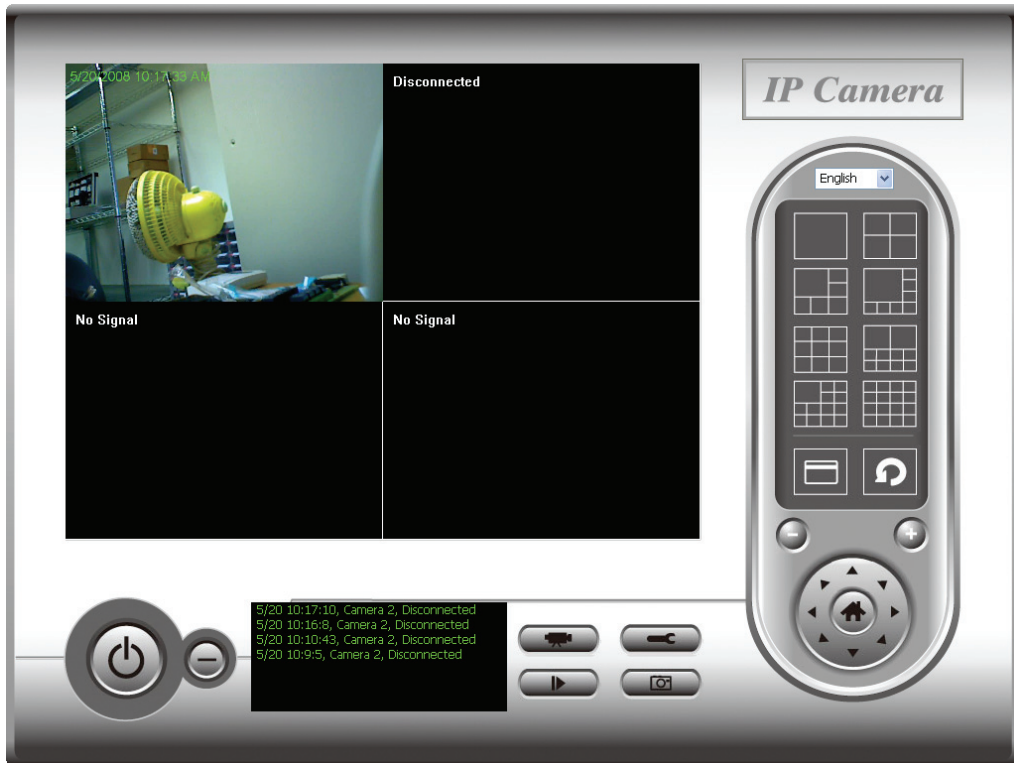 5/20/2008 10:17:33 AM
Disconnected
IP Camera
English
No Signal
No Signal
5/20 10:17:10, Camera 2, Disconnected
5/20 10:16:8, Camera 2, Disconnected
5/20 10:10:43, Camera 2, Disconnected
5/20 10:9:5, Camera 2, Disconnected